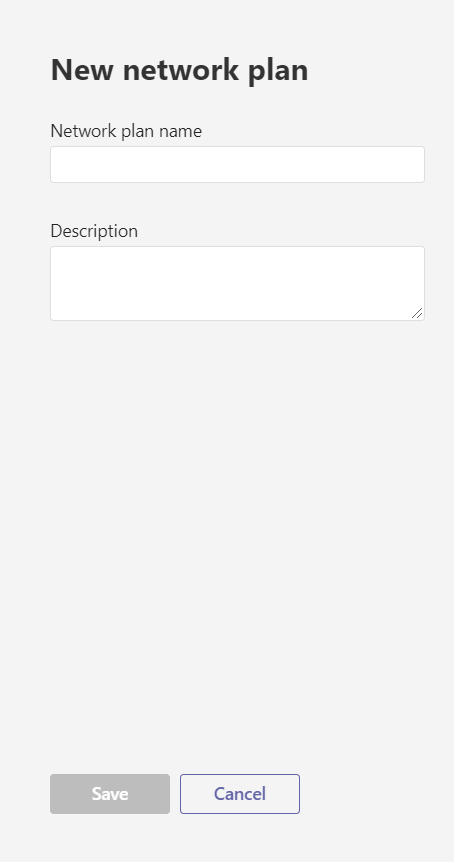 New network plan
Network plan name
Description
Save
Cancel